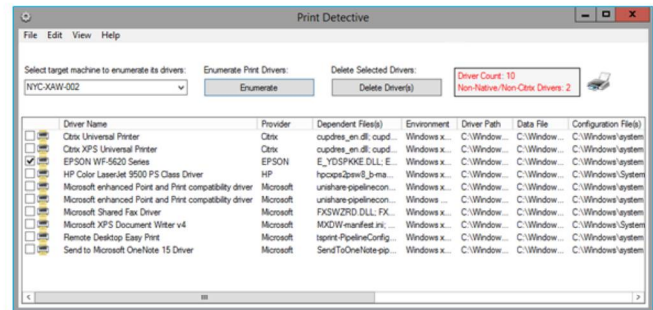 Print Detective
File Edit View Help
Select target machine to enumerate its drivers: Enumerate Print Drivers: Delete Selected Drivers:
NYC-XAW-002 Enumerate Delete Driver(s)
Driver Count: 10
Non-Native/Non-Citrix Drivers: 2
Driver Name Provider Dependent Files(s) Environment Driver Path Data File Configuration File(s)
Citrix Universal Printer Citrix cupdres_en.dll; cupd... Windows x... C:\Window... C:\Window... C:\Windows\system
Citrix XPS Universal Printer Citrix cupdres_en.dll; cupd... Windows x... C:\Window... C:\Window... C:\Windows\system
EPSON WF-5620 Series EPSON E_YDSPKKE.DLL; E... Windows x... C:\Window... C:\Window... C:\Windows\system
HP Color LaserJet 9500 PS Class Driver HP hpcxps2psw8_b-ma... Windows x... C:\Window... C:\Window... C:\Windows\System
Microsoft enhanced Point and Print compatibility driver Microsoft unishare-pipelinecon... Windows x... C:\Window... C:\Window... C:\Windows\system
Microsoft enhanced Point and Print compatibility driver Microsoft unishare-pipelinecon... Windows ... C:\Window... C:\Window... C:\Windows\system
Microsoft Shared Fax Driver Microsoft FXSWZRD.DLL; FX... Windows x... C:\Window... C:\Window... C:\Windows\system
Microsoft XPS Document Writer v4 Microsoft MXDW-manifest.ini; ... Windows x... C:\Window... C:\Window... C:\Windows\System
Remote Desktop Easy Print Microsoft tsprint-PipelineConfig... Windows x... C:\Window... C:\Window... C:\Windows\system
Send to Microsoft OneNote 15 Driver Microsoft SendToOneNote-pip... Windows x... C:\Window... C:\Window... C:\Windows\system